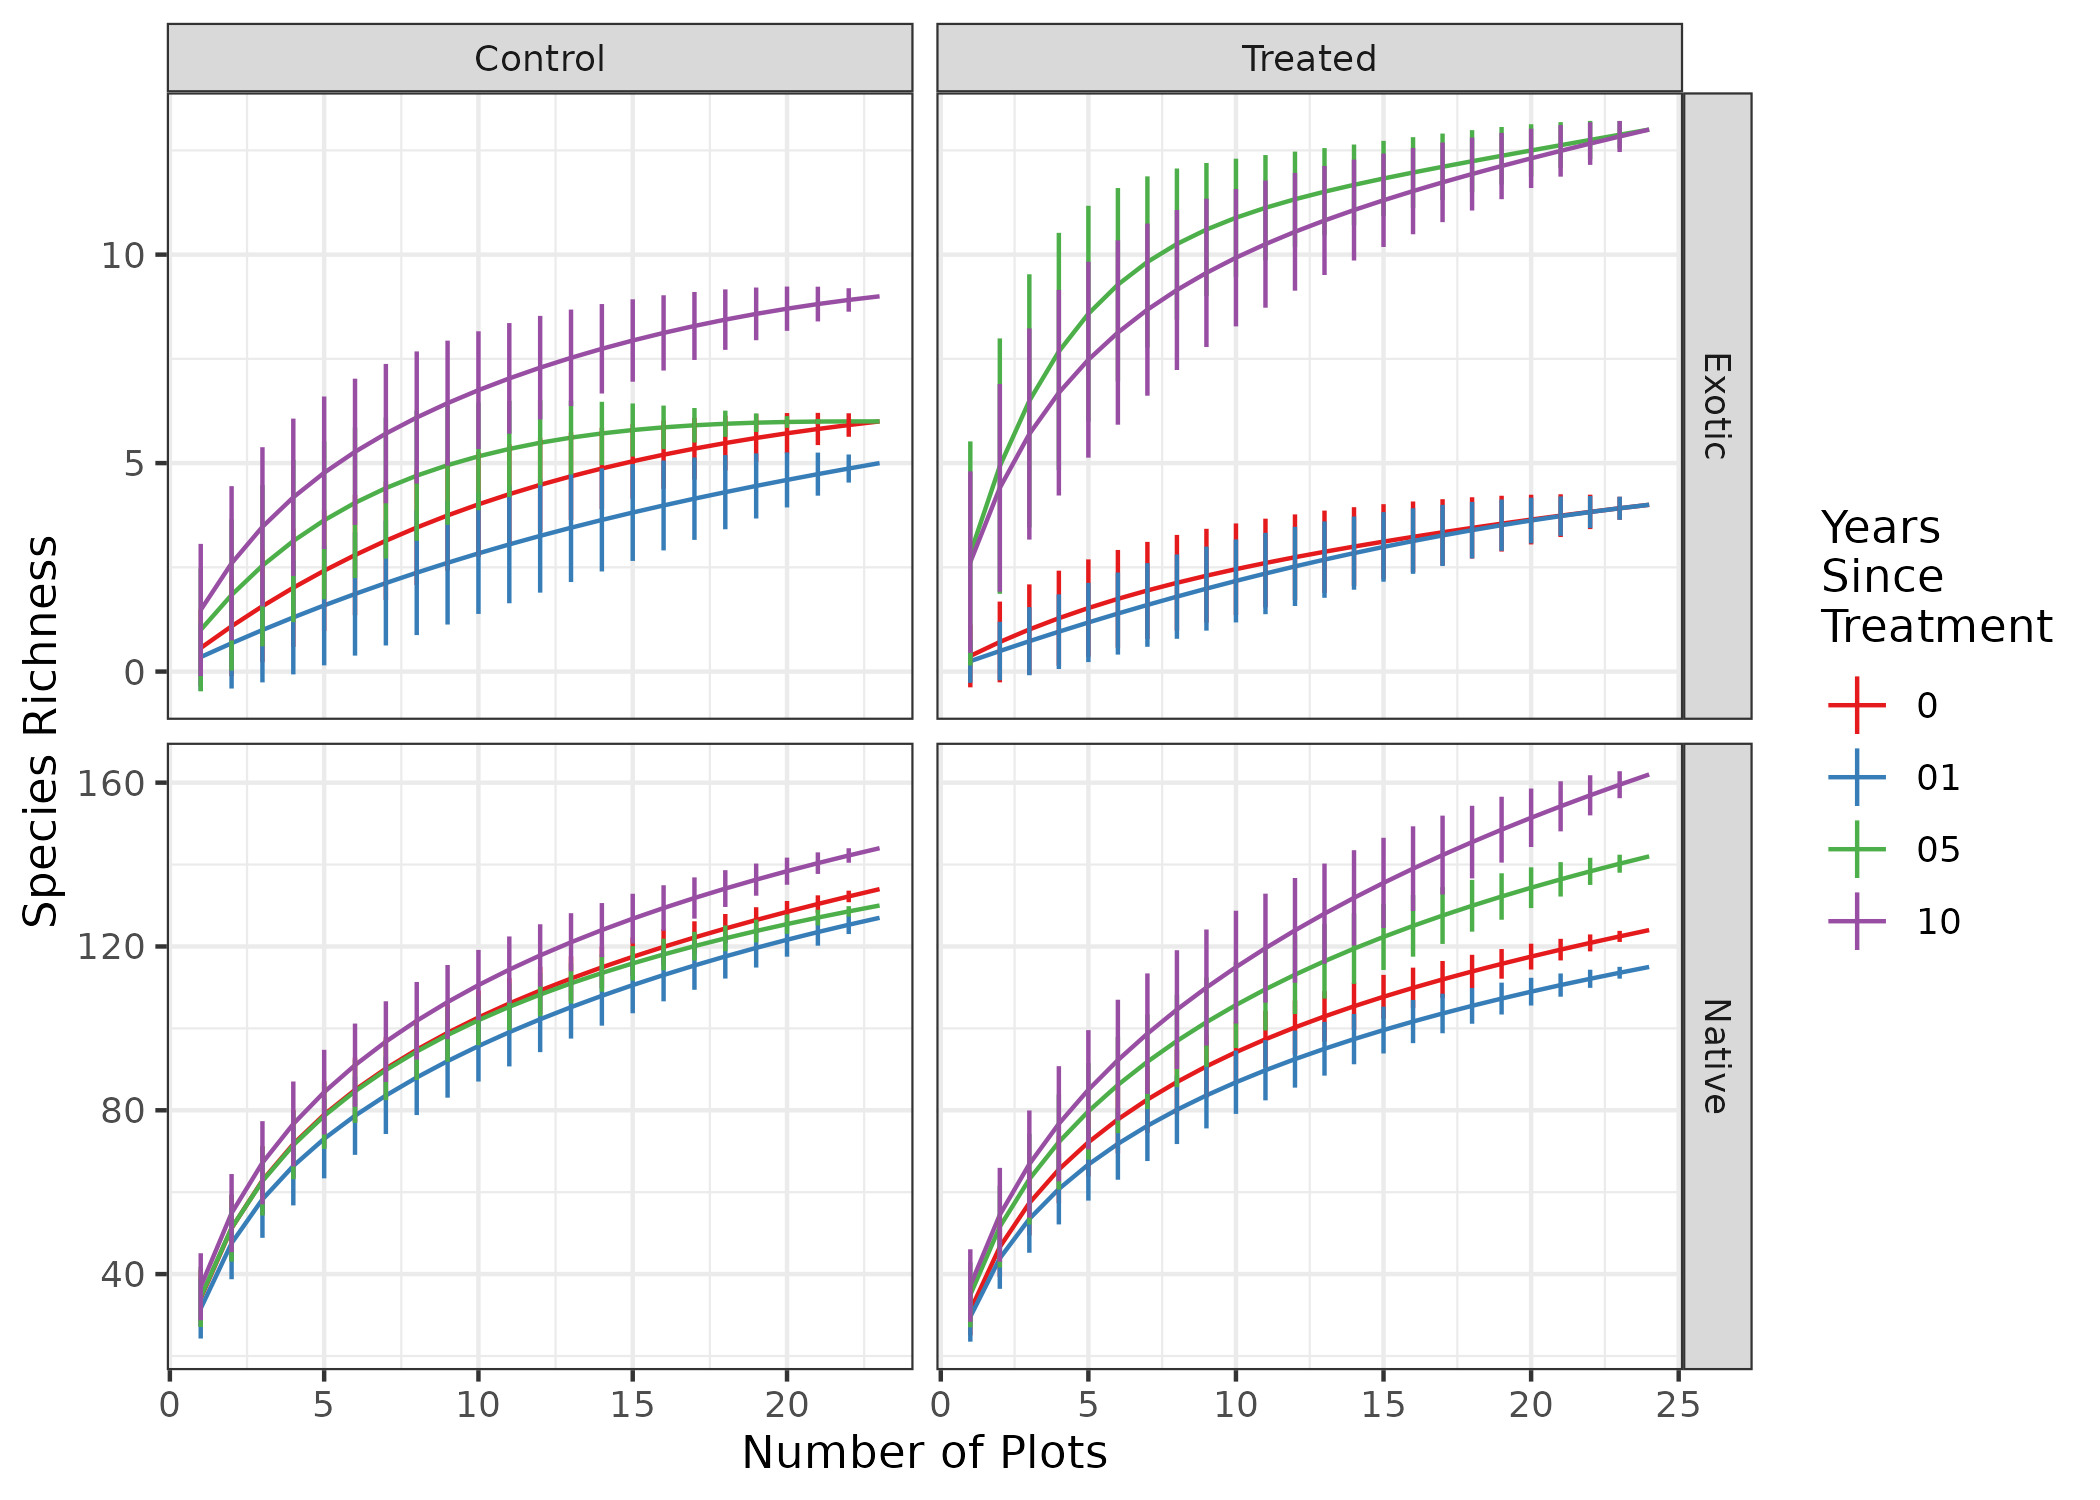 Control
Treated
10
5
0
Exotic
160
120
80
40
Native
Species Richness
0 5 10 15 20
0 5 10 15 20 25
Number of Plots
Years
Since
Treatment
0
01
05
10